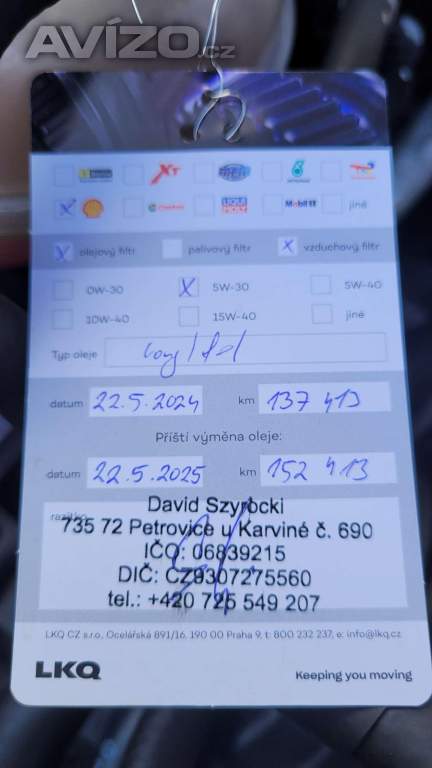 AVÍZO.cz
XT
LIQUI MOLY
Mobil 1
jiné
olejový filtr
palivový filtr
x vzduchový filtr
0W-30
x 5W-30
5W-40
10W-40
15W-40
jiné
Typ oleje
datum 22.5.2024 km 137 413
Příští výměna oleje:
datum 22.5.2025 km 152 413
razítko
David Szyrocki
735 72 Petrovice u Karviné č. 690
IČO: 06839215
DIČ: CZ9307275560
tel.: +420 725 549 207
LKQ CZ s.r.o., Ocelářská 891/16, 190 00 Praha 9, t: 800 232 237, e: info@lkq.cz
LKQ
Keeping you moving